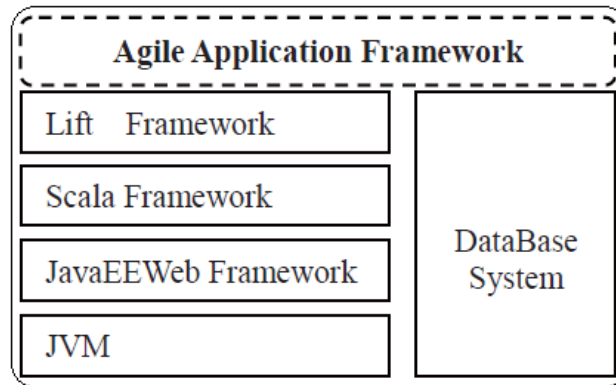 Agile Application Framework
Lift Framework
Scala Framework
JavaEEWeb Framework
JVM
DataBase
System